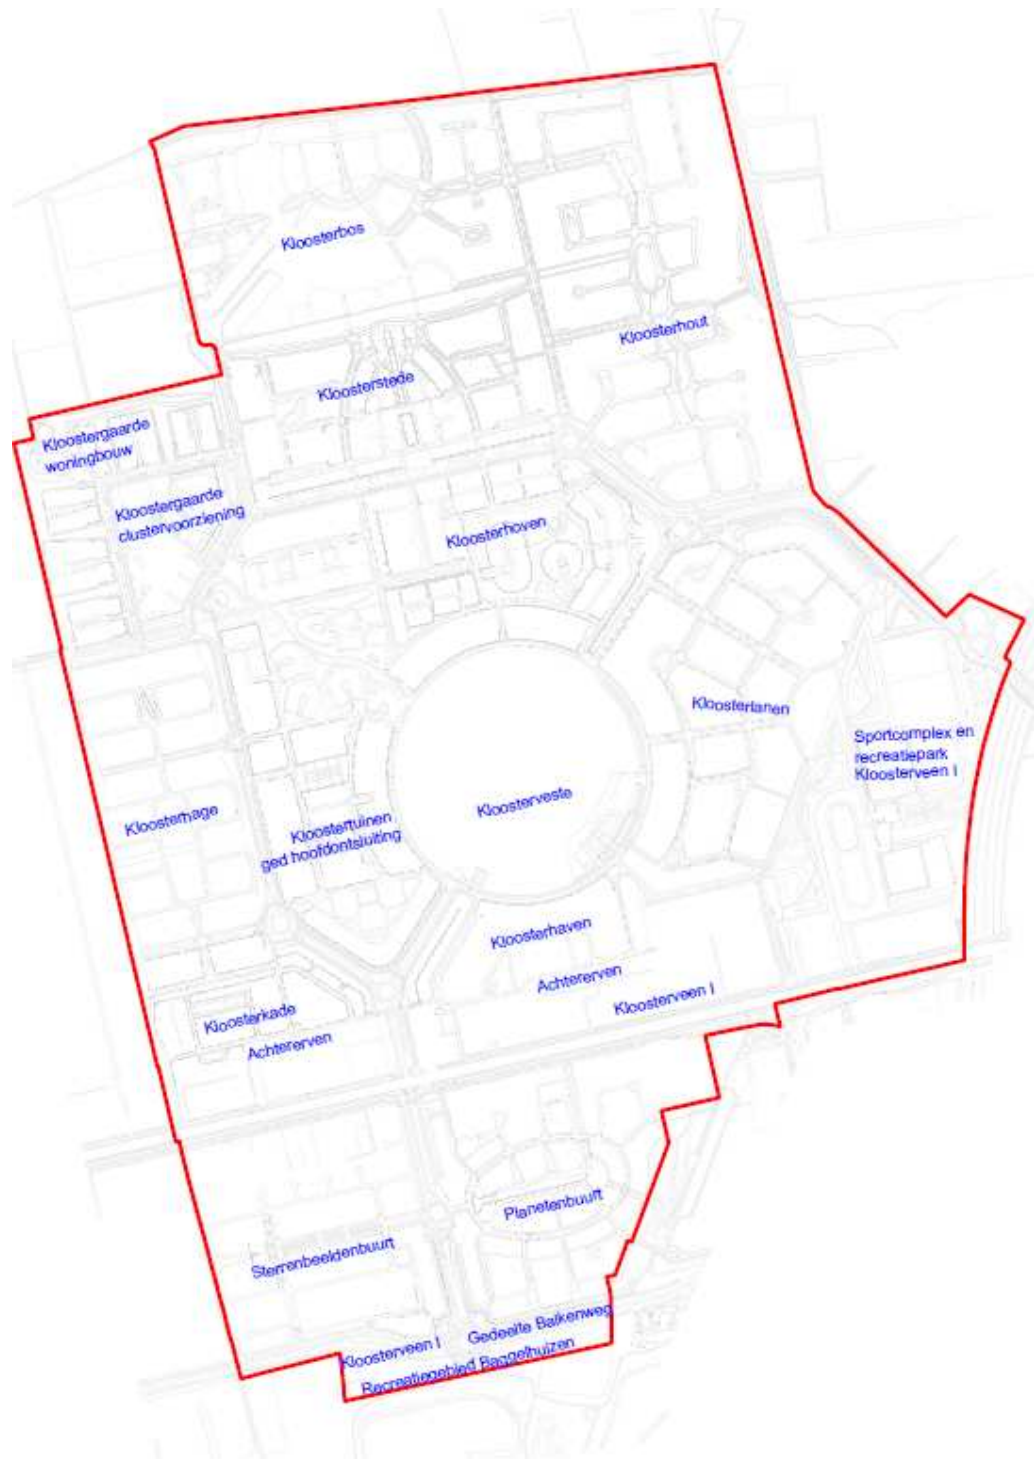 Kloosterbos
Kloosterhout
Kloosterstede
Kloostergaarde
woningbouw
Kloostergaarde
clustervoorziening
Kloosterhoven
Kloosterlanen
Sportcomplex en
recreatiepark
Kloosterveen I
Kloosterveste
Kloosterhage
Kloostertuinen
ged hoofdontsluiting
Kloosterhaven
Achtererven
Kloosterveen I
Kloosterkade
Achtererven
Planetenbuurt
Sterrenbeeldenbuurt
Gedeelte Balkenweg
Kloosterveen I
Recreatiegebied Baggelhuizen